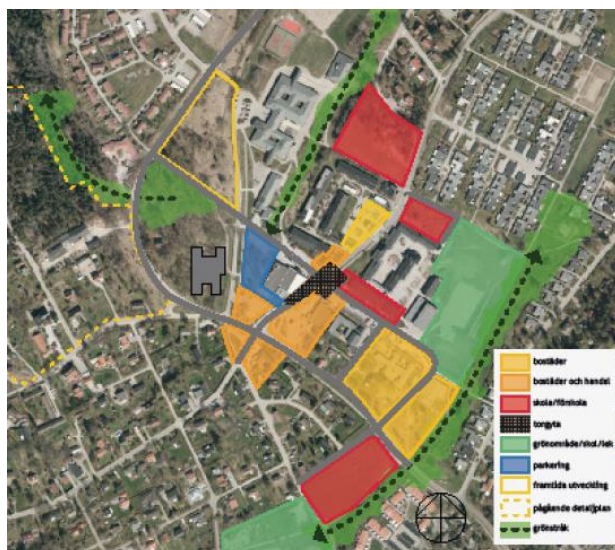 bostäder
bostäder och handel
skola/förskola
torgyta
grönområde/skol/lek
parkering
framtida utveckling
pågående detaljplan
grönstråk